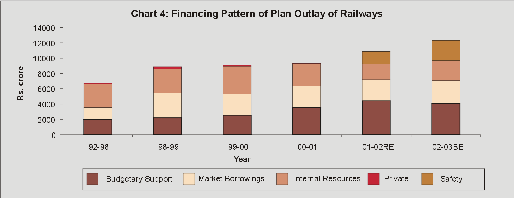 Chart 4: Financing Pattern of Plan Outlay of Railways
14000
12000
10000
8000
6000
4000
2000
0
Rs. crore
92-98 98-99 99-00 00-01 01-02RE 02-03BE
Year
Budgetary Support Market Borrowings Internal Resources Private Safety